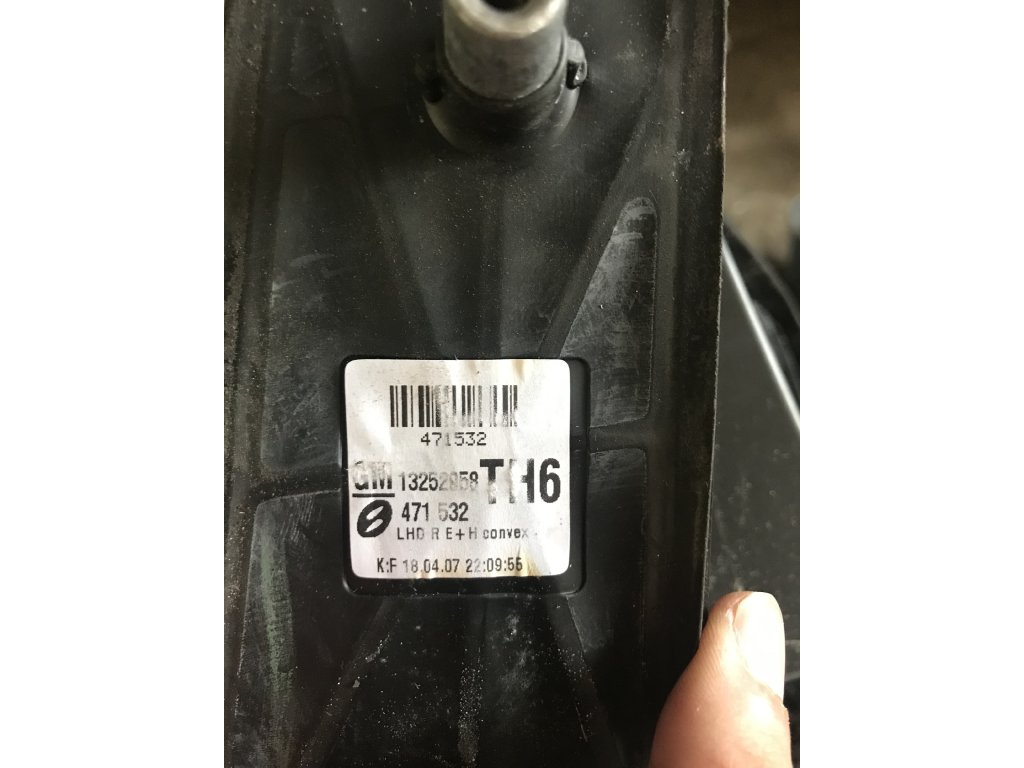 471532
GM 13252958 TH6
471 532
LHD R E+H convex
K:F 18.04.07 22:09:55